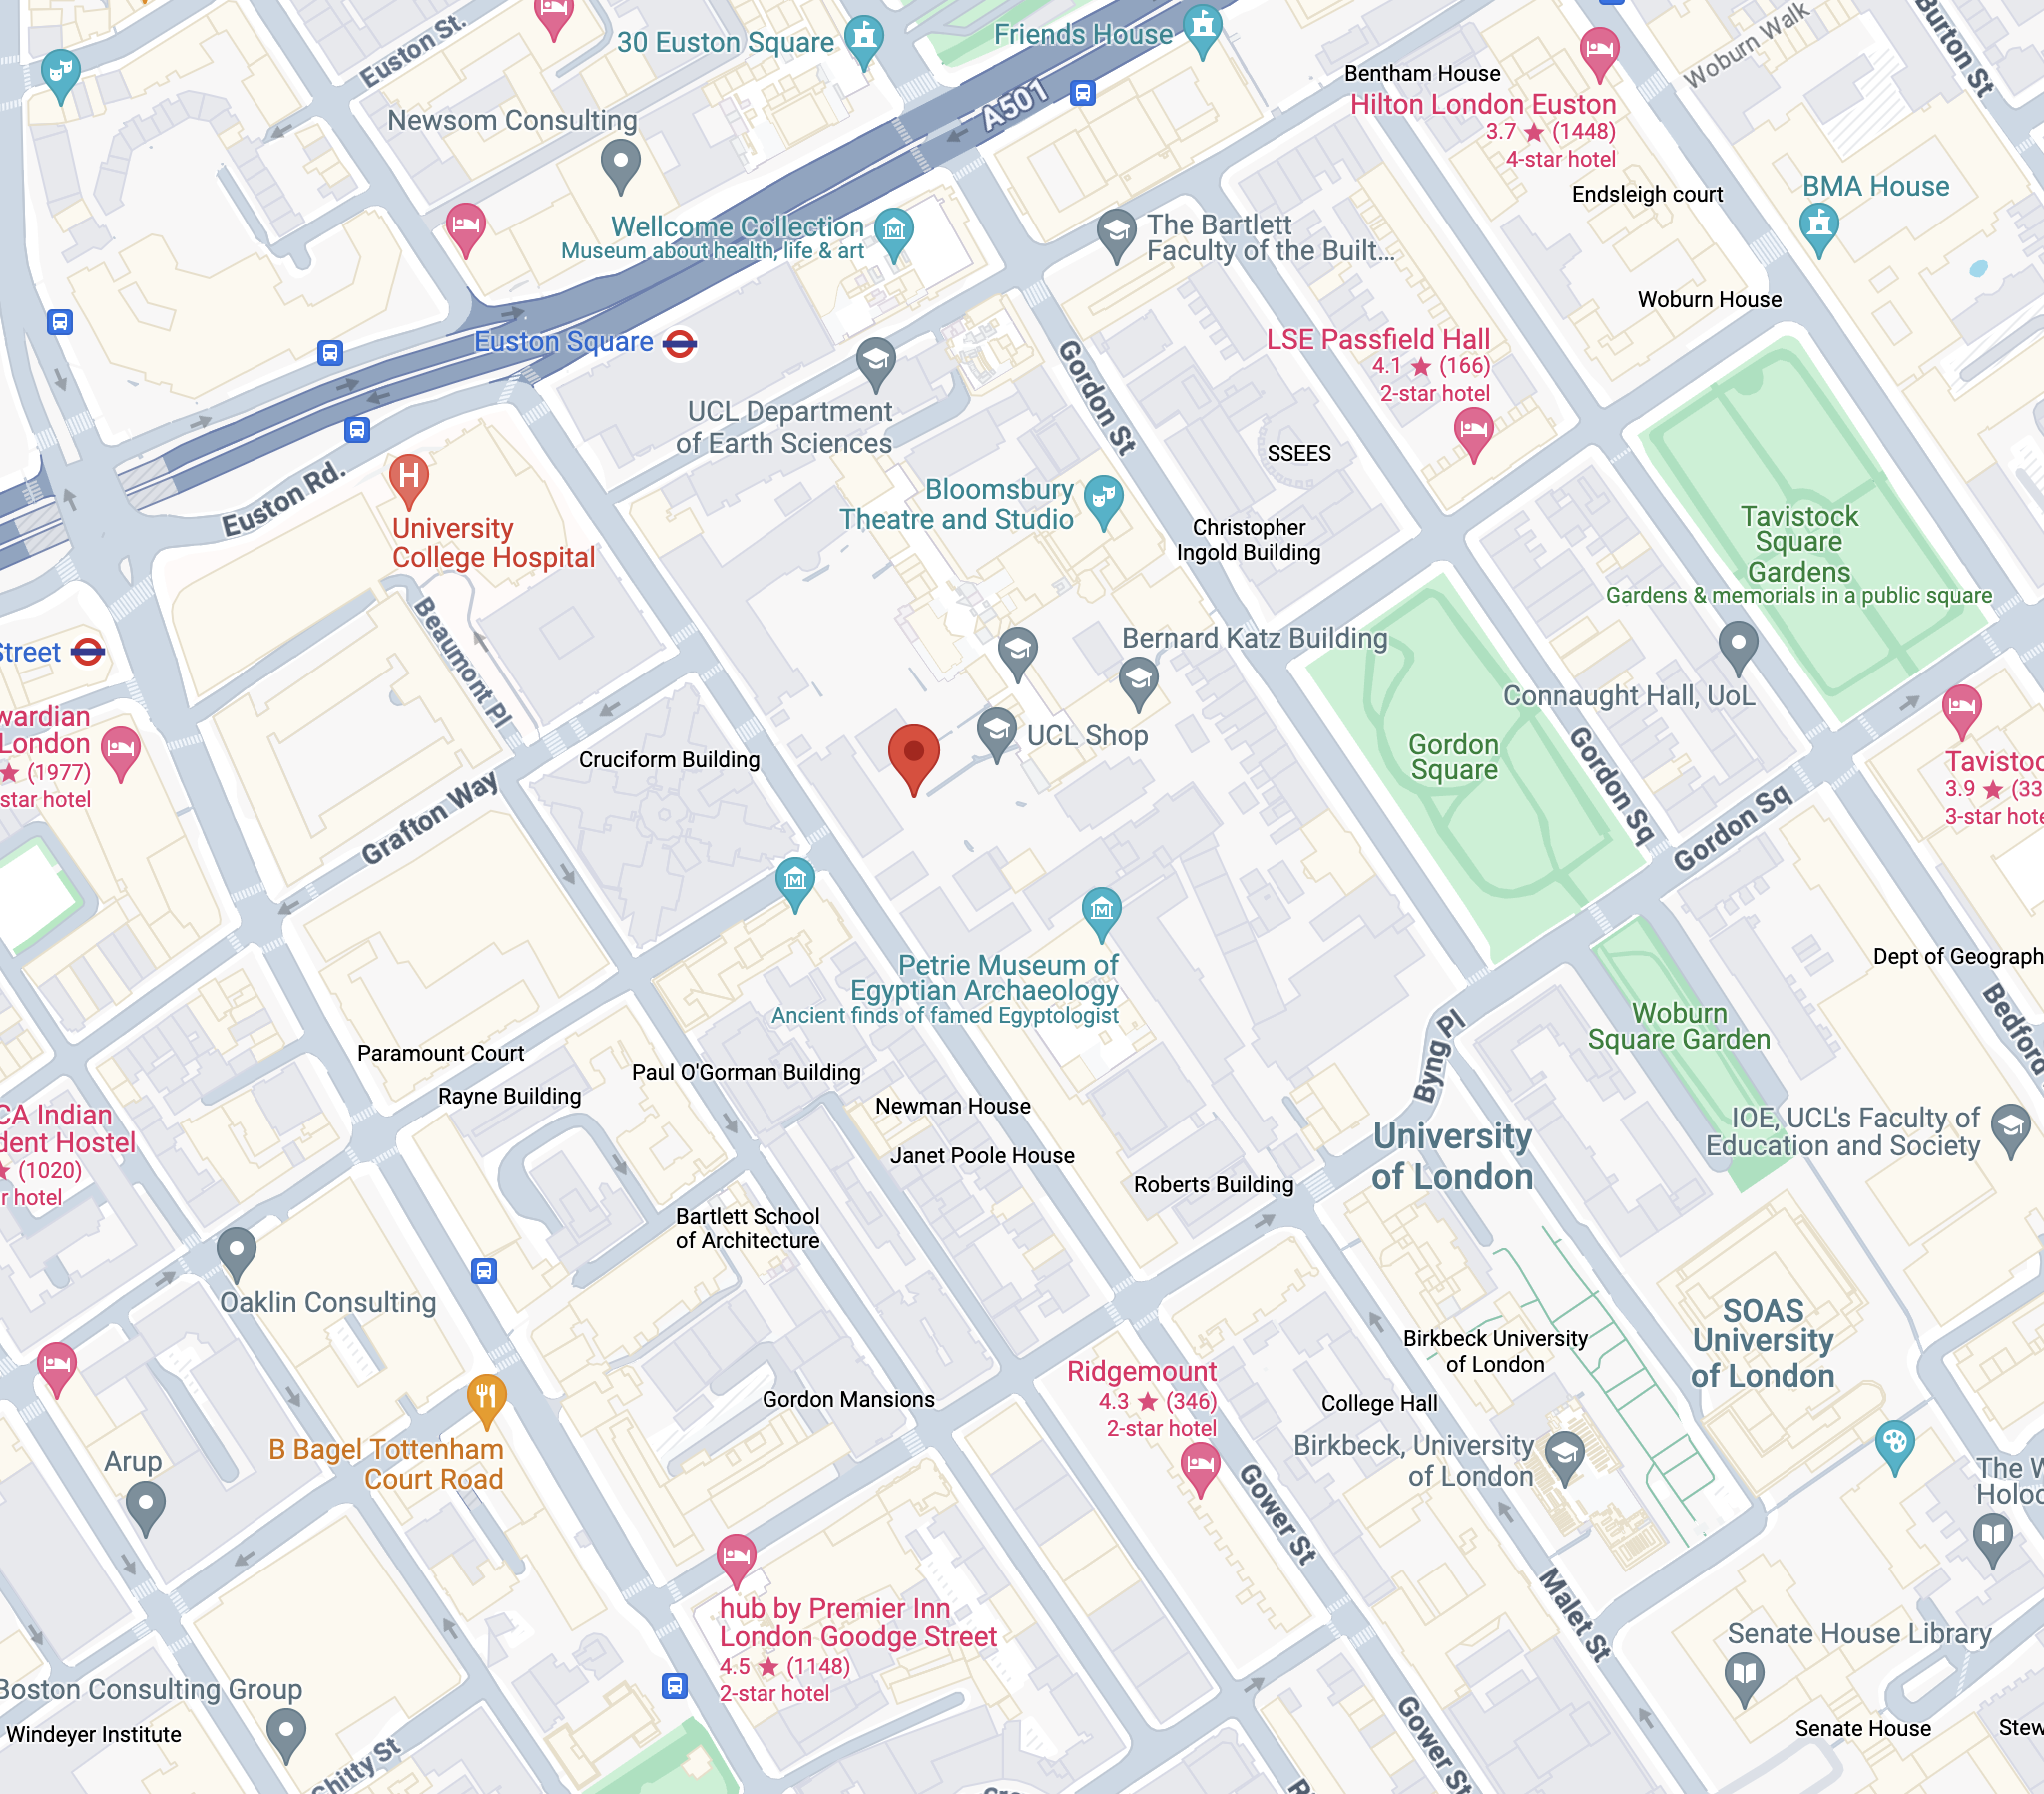 Euston St.
30 Euston Square
Friends House
Woburn Walk
Burton St
Bentham House
Hilton London Euston
3.7 ★ (1448)
4-star hotel
A501
Newsom Consulting
Endsleigh court
BMA House
Wellcome Collection
Museum about health, life & art
The Bartlett
Faculty of the Built...
Woburn House
Euston Square
Gordon St
LSE Passfield Hall
4.1 ★ (166)
2-star hotel
UCL Department
of Earth Sciences
SSEES
Euston Rd.
H
University
College Hospital
Bloomsbury
Theatre and Studio
Christopher
Ingold Building
Tavistock
Square
Gardens
Gardens & memorials in a public square
Beaumont Pl
Street
Bernard Katz Building
Connaught Hall, UoL
wardian
London
★ (1977)
star hotel
Cruciform Building
UCL Shop
Gordon
Square
Gordon Sq
Gordon Sq
Tavistoc
3.9 ★ (33
3-star hote
Grafton Way
Petrie Museum of
Egyptian Archaeology
Ancient finds of famed Egyptologist
Dept of Geograph
Bedford
Woburn
Square Garden
Byng Pl
Paramount Court
Rayne Building
Paul O'Gorman Building
Newman House
Janet Poole House
CA Indian
dent Hostel
★ (1020)
r hotel
University
of London
IOE, UCL's Faculty of
Education and Society
Roberts Building
Bartlett School
of Architecture
Oaklin Consulting
SOAS
University
of London
Birkbeck University
of London
Ridgemount
4.3 ★ (346)
2-star hotel
Gordon Mansions
College Hall
Birkbeck, University
of London
B Bagel Tottenham
Court Road
Arup
Gower St
The W
Holoc
hub by Premier Inn
London Goodge Street
4.5 ★ (1148)
2-star hotel
Malet St
Senate House Library
Boston Consulting Group
Windeyer Institute
Gower St
Senate House
Stew
Chitty St